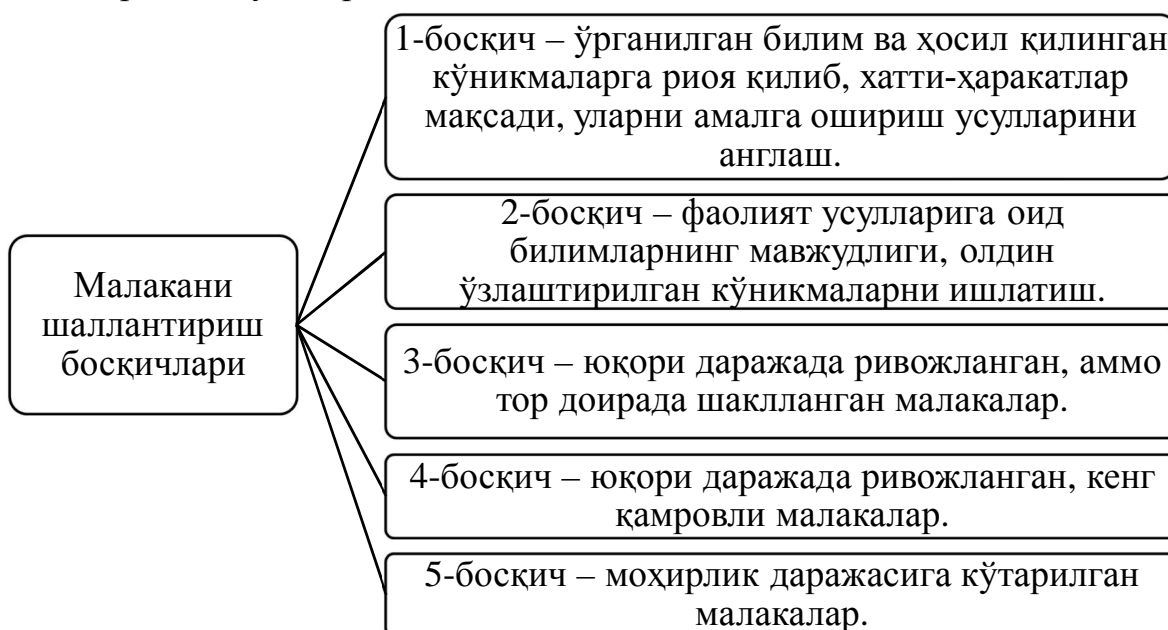 1-босқич – ўрганилган билим ва ҳосил қилинган
кўникмаларга риоя қилиб, хатти-ҳаракатлар
мақсади, уларни амалга ошириш усулларини
англаш.
2-босқич – фаолият усулларига оид
билимларнинг мавжудлиги, олдин
ўзлаштирилган кўникмаларни ишлатиш.
Малакани
шаллантириш
босқичлари
3-босқич – юқори даражада ривожланган, аммо
тор доирада шаклланган малакалар.
4-босқич – юқори даражада ривожланган, кенг
қамровли малакалар.
5-босқич – моҳирлик даражасига кўтарилган
малакалар.